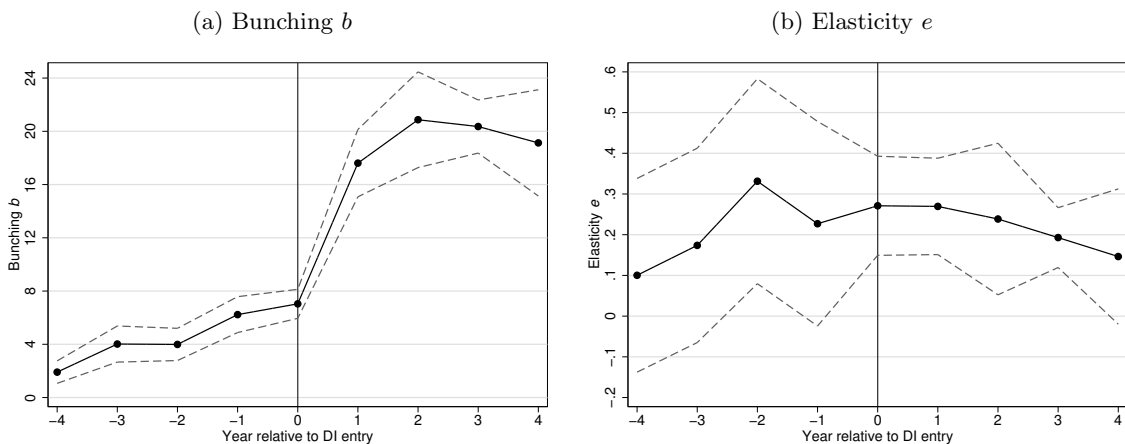 (a) Bunching b
(b) Elasticity e
Bunching b
24
20
16
12
8
4
0
−4 −3 −2 −1 0 1 2 3 4
Year relative to DI entry
Elasticity e
.6
.5
.4
.3
.2
.1
0
−.1
−.2
−4 −3 −2 −1 0 1 2 3 4
Year relative to DI entry